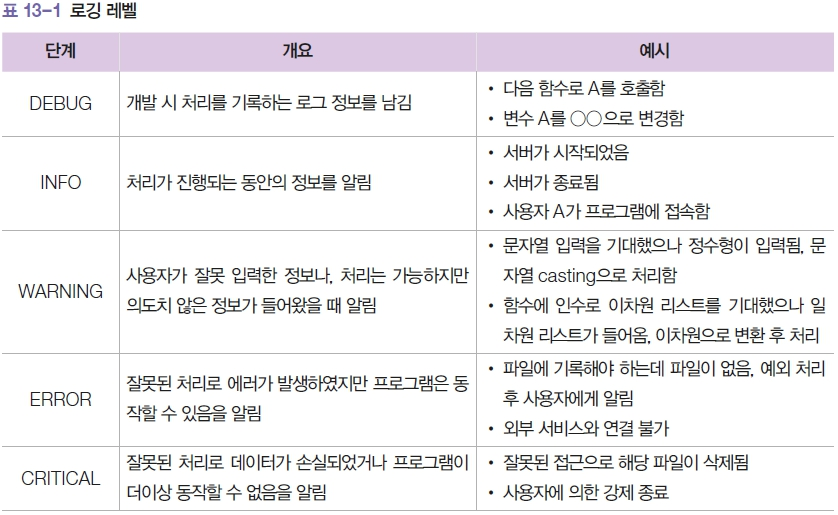 표 13-1 로깅 레벨
단계 개요 예시
DEBUG 개발 시 처리를 기록하는 로그 정보를 남김
• 다음 함수로 A를 호출함
• 변수 A를 ○○으로 변경함
INFO 처리가 진행되는 동안의 정보를 알림
• 서버가 시작되었음
• 서버가 종료됨
• 사용자 A가 프로그램에 접속함
WARNING
사용자가 잘못 입력한 정보나, 처리는 가능하지만
의도치 않은 정보가 들어왔을 때 알림
• 문자열 입력을 기대했으나 정수형이 입력됨, 문
자열 casting으로 처리함
• 함수에 인수로 이차원 리스트를 기대했으나 일
차원 리스트가 들어옴, 이차원으로 변환 후 처리
ERROR
잘못된 처리로 에러가 발생하였지만 프로그램은 동
작할 수 있음을 알림
• 파일에 기록해야 하는데 파일이 없음, 예외 처리
후 사용자에게 알림
• 외부 서비스와 연결 불가
CRITICAL
잘못된 처리로 데이터가 손실되었거나 프로그램이
더이상 동작할 수 없음을 알림
• 잘못된 접근으로 해당 파일이 삭제됨
• 사용자에 의한 강제 종료